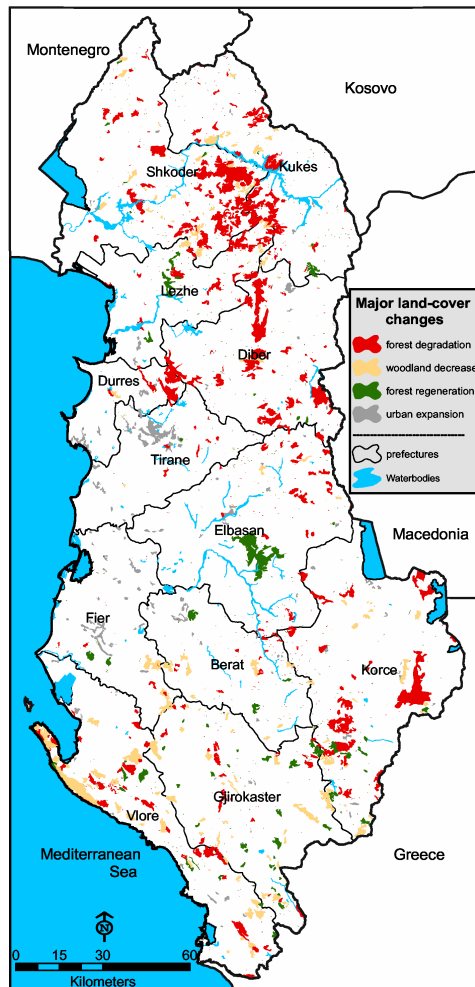 Montenegro
Kosovo
Shkoder
Kukes
Lezhe
Major land-cover
changes
forest degradation
woodland decrease
forest regeneration
urban expansion
prefectures
Waterbodies
Diber
Durres
Tirane
Elbasan
Macedonia
Fier
Berat
Korce
Gjirokaster
Vlore
Mediterranean
Sea
Greece
N
0 15 30 60
Kilometers